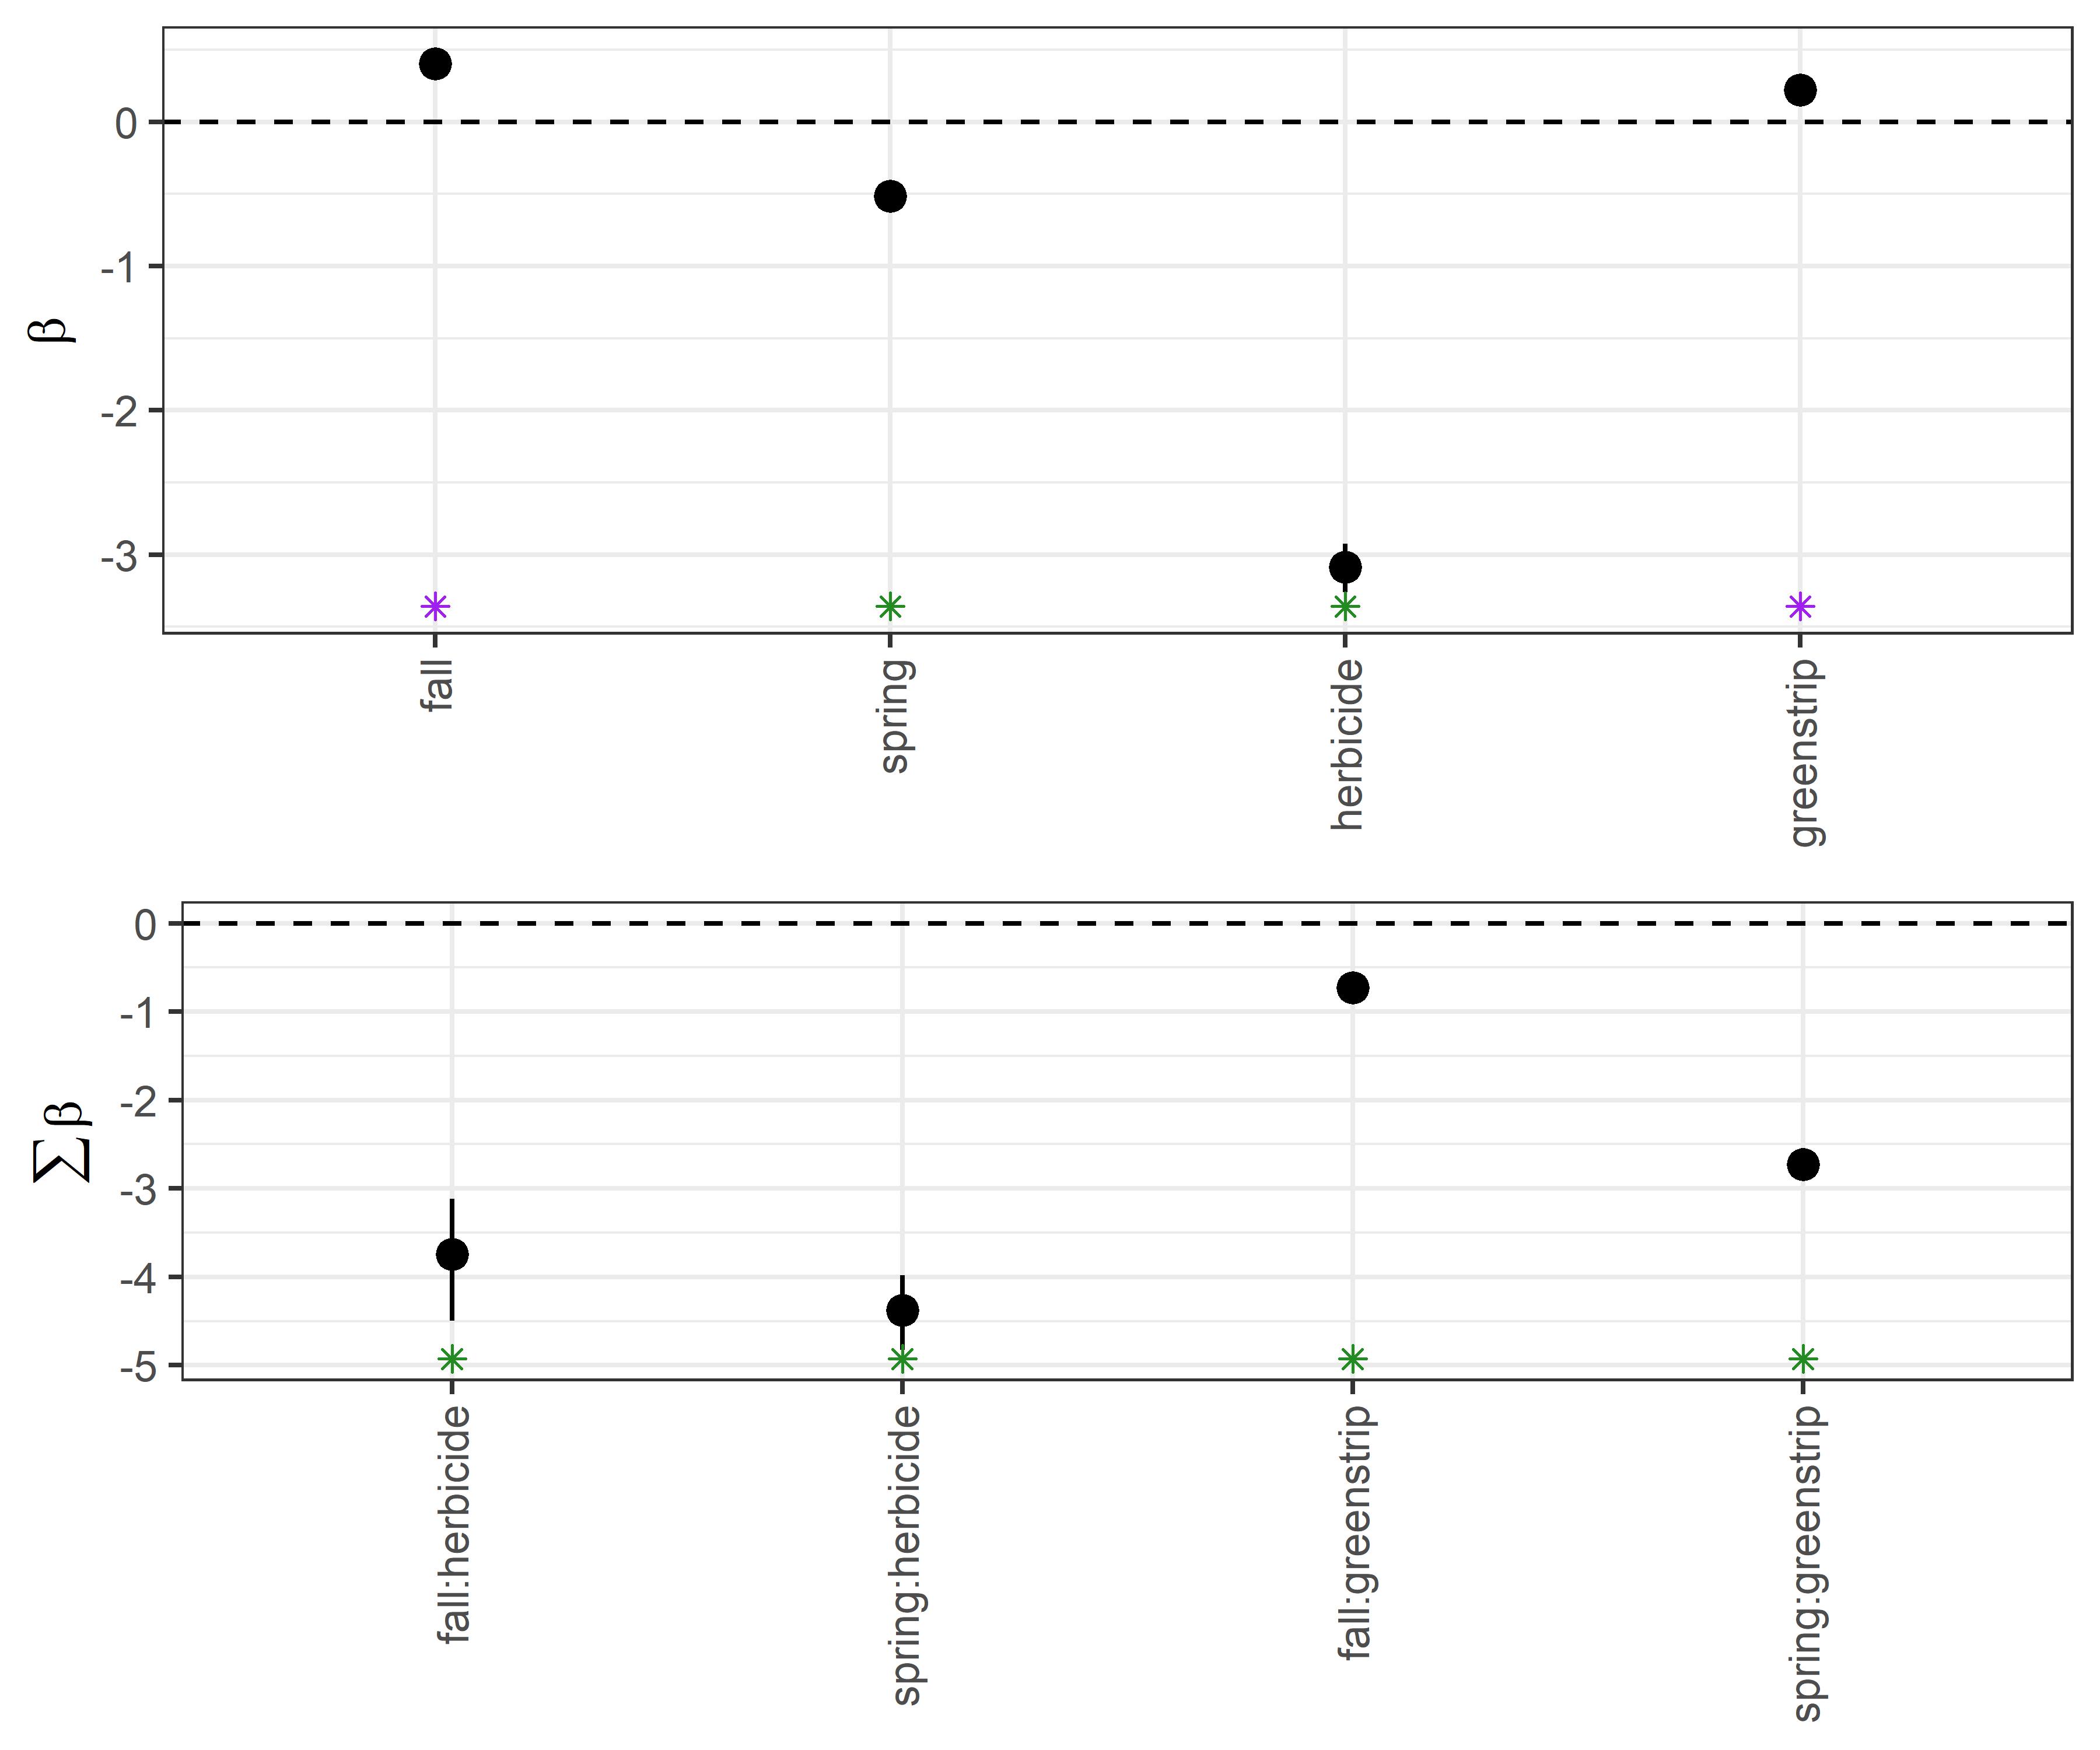 0
-1
-2
-3
β
fall
spring
herbicide
greenstrip
0
-1
-2
-3
-4
-5
∑β
fall:herbicide
spring:herbicide
fall:greenstrip
spring:greenstrip